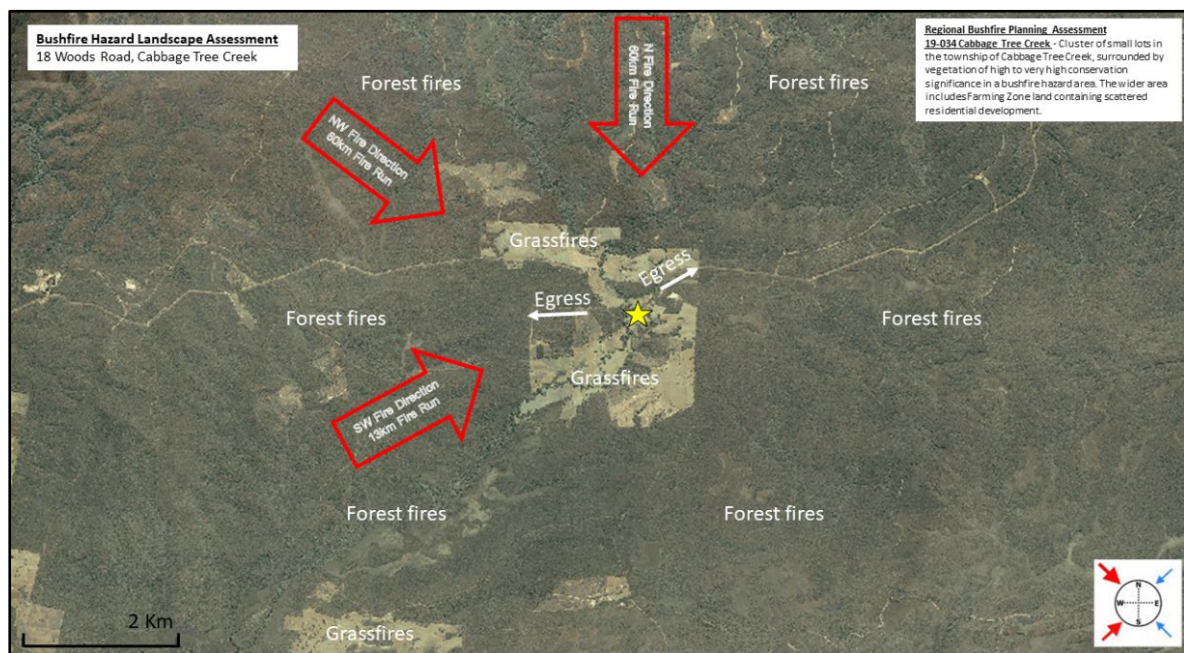 Bushfire Hazard Landscape Assessment
18 Woods Road, Cabbage Tree Creek
Regional Bushfire Planning Assessment
19-034 Cabbage Tree Creek - Cluster of small lots in
the township of Cabbage Tree Creek, surrounded by
vegetation of high to very high conservation
significance in a bushfire hazard area. The wider area
includes Farming Zone land containing scattered
residential development.
Forest fires
N Fire Direction
60km Fire Run
Forest fires
NW Fire Direction
80km Fire Run
Grassfires
Egress
Egress
Forest fires
Forest fires
Grassfires
SW Fire Direction
13km Fire Run
Forest fires
Forest fires
2 Km
Grassfires
N
W E
S